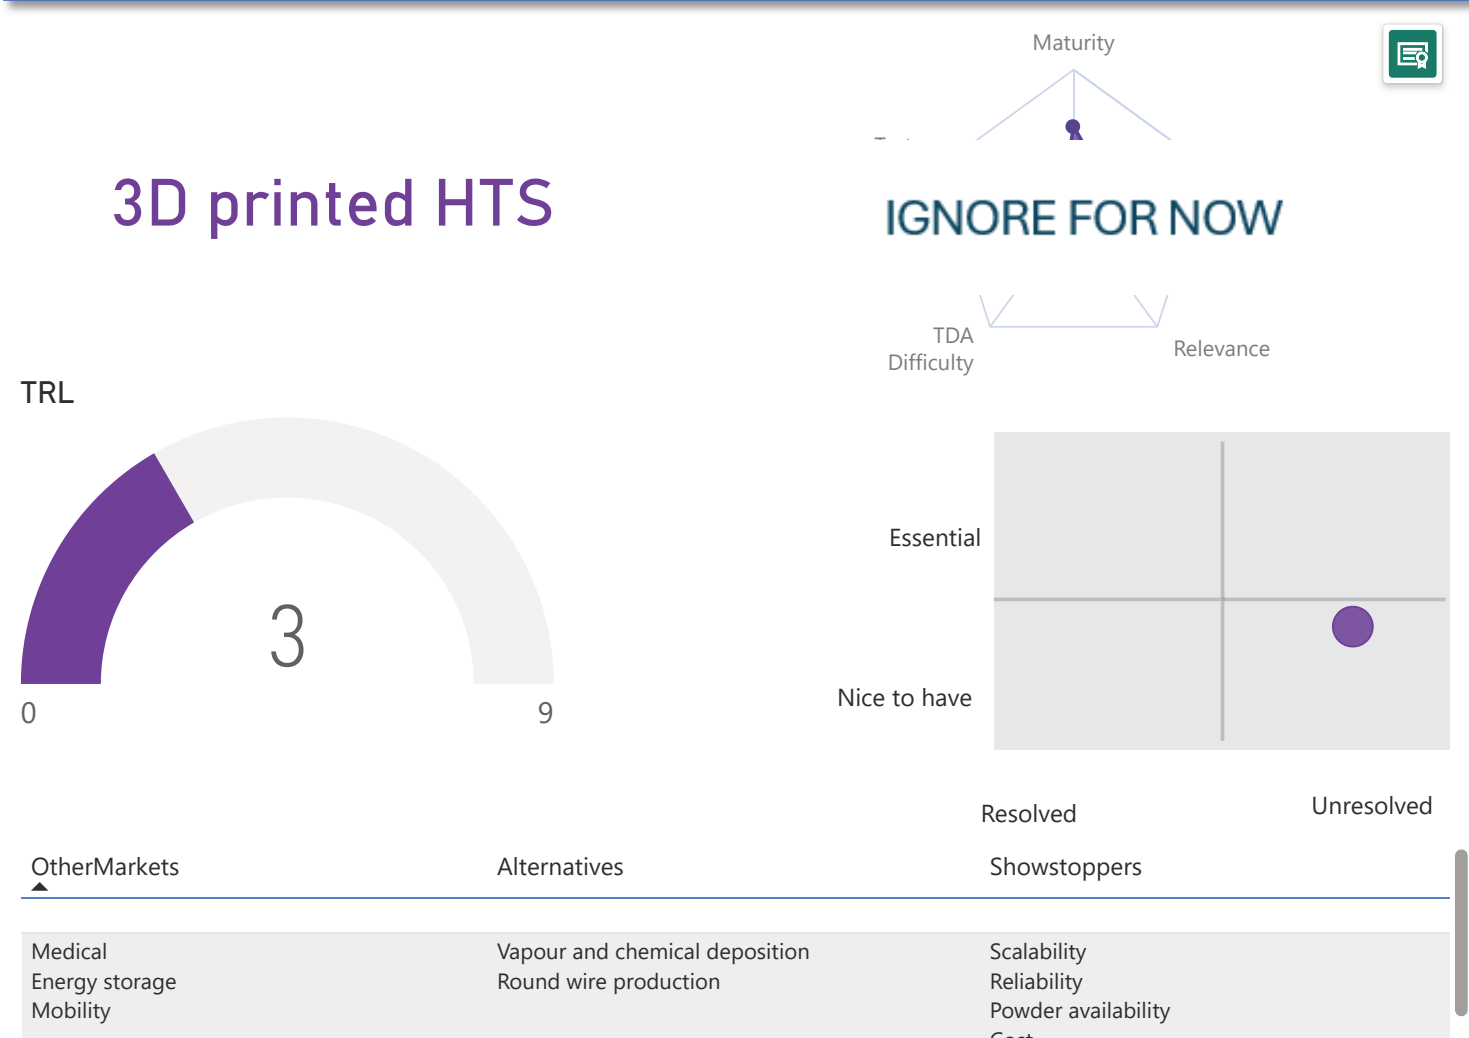 Maturity
3D printed HTS
IGNORE FOR NOW
TDA
Difficulty
Relevance
TRL
3
0
9
Essential
Nice to have
Resolved
Unresolved
OtherMarkets
Alternatives
Showstoppers
Medical
Energy storage
Mobility
Vapour and chemical deposition
Round wire production
Scalability
Reliability
Powder availability